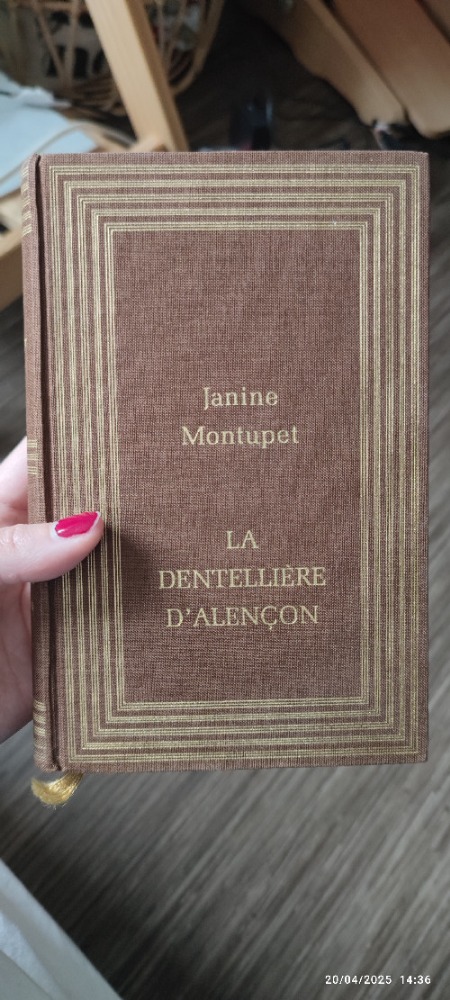 Janine
Montupet
LA
DENTELLIÈRE
D'ALENÇON
20/04/2025 14:36